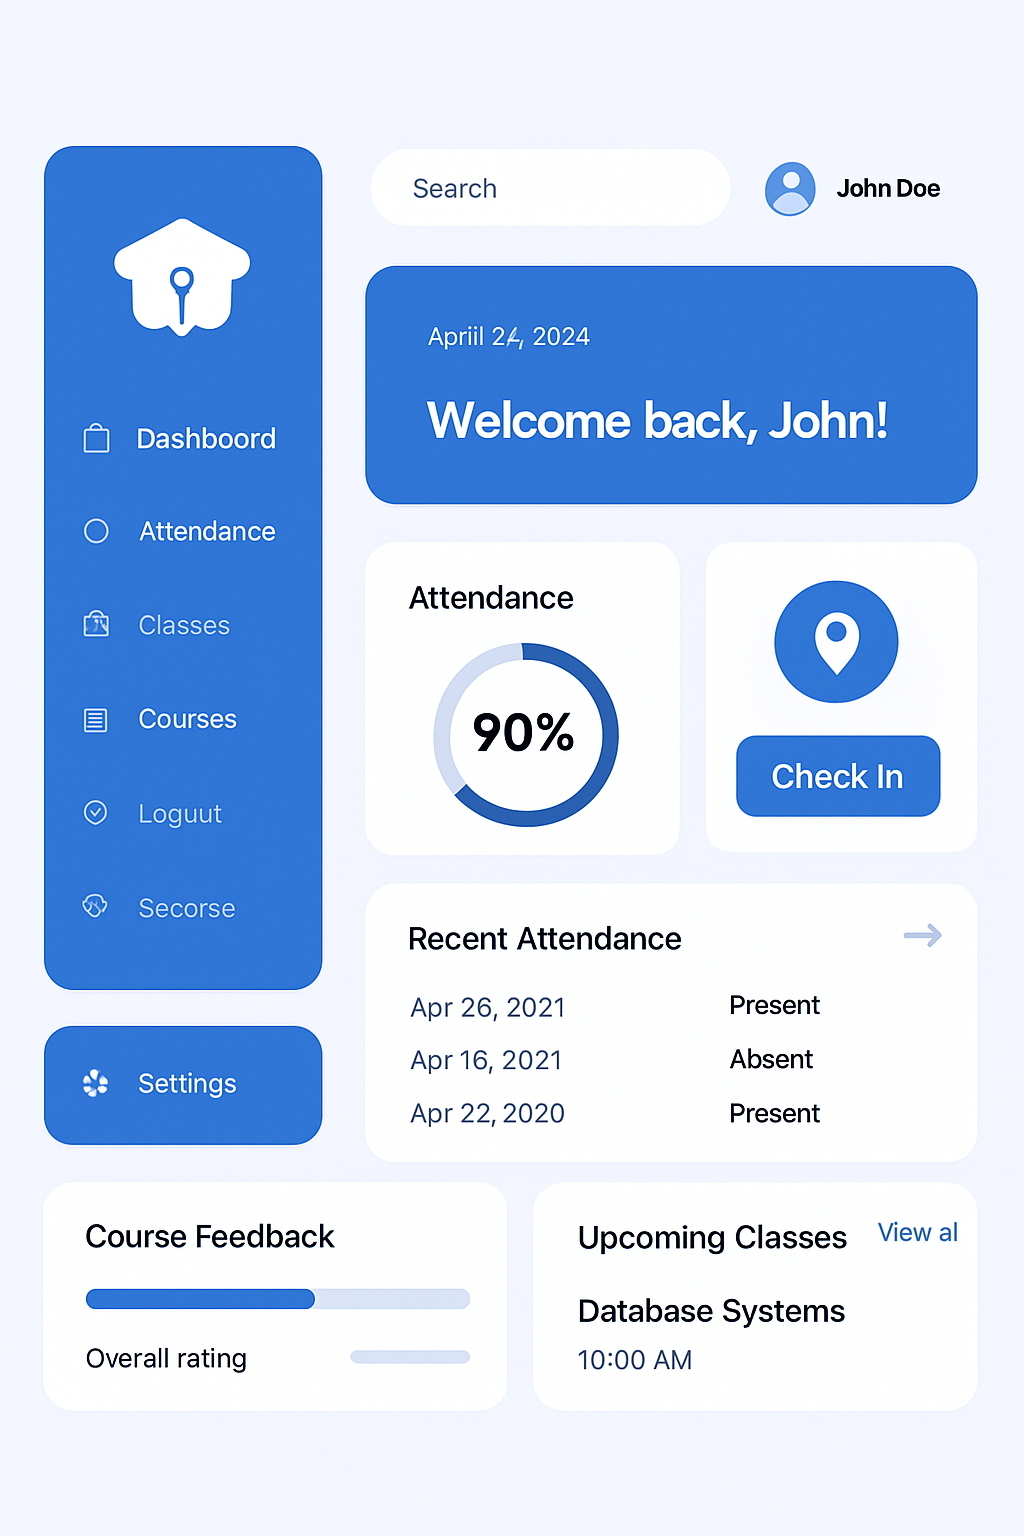 Search
John Doe
Apriil 24, 2024
Welcome back, John!
Dashboord
Attendance
Classes
Courses
Loguut
Secorse
Settings
Attendance
90%
Check In
Recent Attendance
Apr 26, 2021 Present
Apr 16, 2021 Absent
Apr 22, 2020 Present
Course Feedback
Overall rating
Upcoming Classes View al
Database Systems
10:00 AM